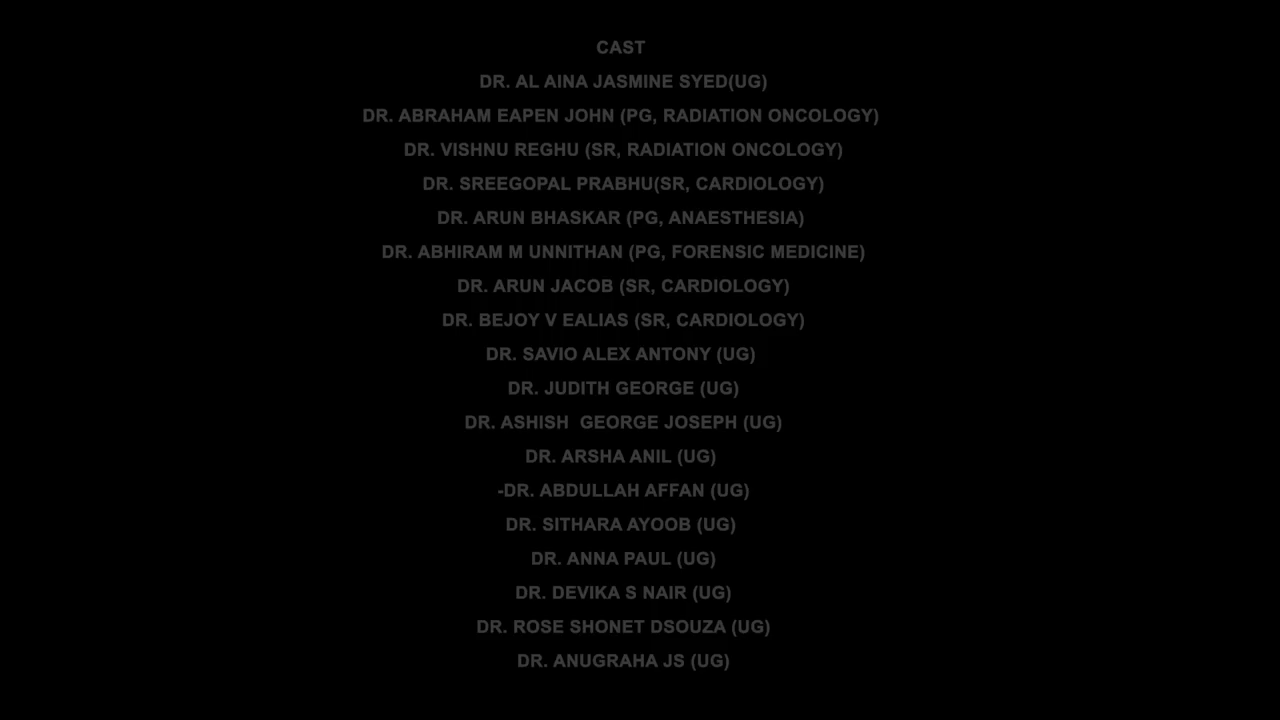 CAST
DR. AL AINA JASMINE SYED(UG)
DR. ABRAHAM EAPEN JOHN (PG, RADIATION ONCOLOGY)
DR. VISHNU REGHU (SR, RADIATION ONCOLOGY)
DR. SREEGOPAL PRABHU(SR, CARDIOLOGY)
DR. ARUN BHASKAR (PG, ANAESTHESIA)
DR. ABHIRAM M UNNITHAN (PG, FORENSIC MEDICINE)
DR. ARUN JACOB (SR, CARDIOLOGY)
DR. BEJOY V EALIAS (SR, CARDIOLOGY)
DR. SAVIO ALEX ANTONY (UG)
DR. JUDITH GEORGE (UG)
DR. ASHISH  GEORGE JOSEPH (UG)
DR. ARSHA ANIL (UG)
-DR. ABDULLAH AFFAN (UG)
DR. SITHARA AYOOB (UG)
DR. ANNA PAUL (UG)
DR. DEVIKA S NAIR (UG)
DR. ROSE SHONET DSOUZA (UG)
DR. ANUGRAHA JS (UG)